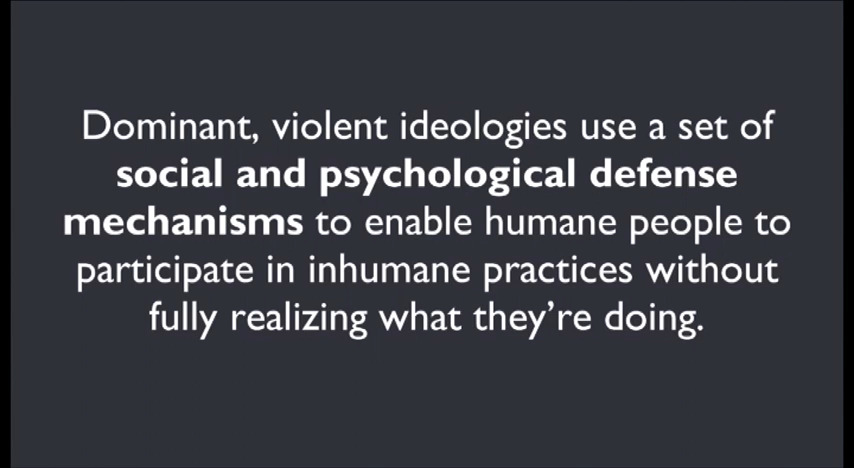 Dominant, violent ideologies use a set of
social and psychological defense
mechanisms to enable humane people to
participate in inhumane practices without
fully realizing what they’re doing.